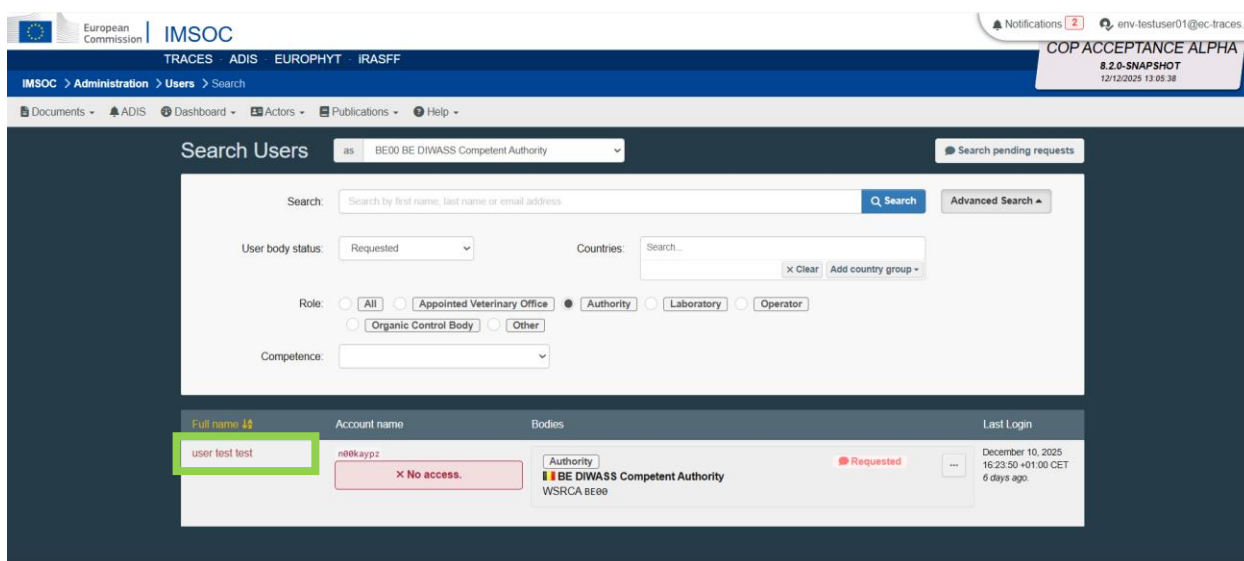 European Commission
IMSOC
Notifications 2 env-testuser01@ec-traces.
TRACES · ADIS · EUROPHYT · iRASFF
COP ACCEPTANCE ALPHA
8.2.0-SNAPSHOT
12/12/2025 13:05:38
IMSOC > Administration > Users > Search
Documents ADIS Dashboard Actors Publications Help
Search Users as BE00 BE DIWASS Competent Authority Search pending requests
Search: Search by first name, last name or email address Search Advanced Search
User body status: Requested Countries: Search...
× Clear Add country group
Role: All Appointed Veterinary Office Authority Laboratory Operator
Organic Control Body Other
Competence:
Full name Account name Bodies Last Login
user test test
n00kaypz
× No access.
Authority
BE DIWASS Competent Authority
WSRCA BE00
Requested
...
December 10, 2025
16:23:50 +01:00 CET
6 days ago.